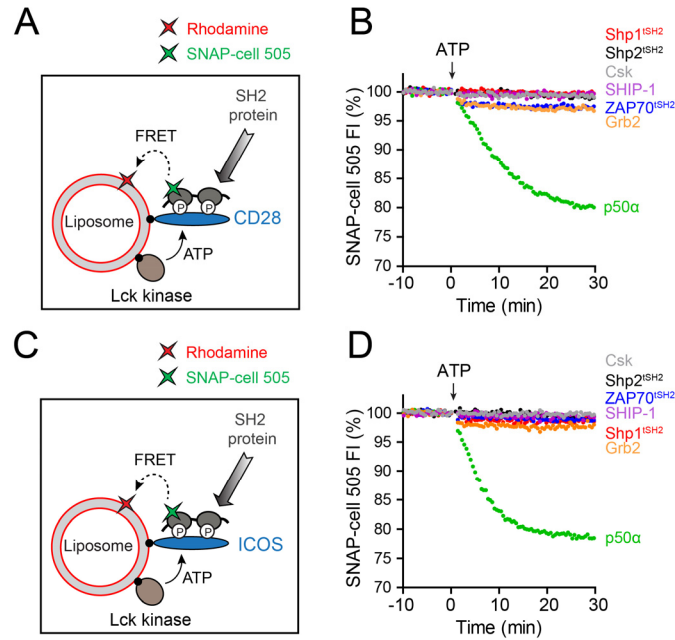 A
Rhodamine
SNAP-cell 505
SH2
protein
FRET
Liposome
P
P
CD28
ATP
Lck kinase
B
ATP
Shp1tSH2
Shp2tSH2
Csk
SHIP-1
ZAP70tSH2
Grb2
p50α
SNAP-cell 505 FI (%)
100
95
90
85
80
75
70
-10
0
10
20
30
Time (min)
C
Rhodamine
SNAP-cell 505
SH2
protein
FRET
Liposome
P
P
ICOS
ATP
Lck kinase
D
ATP
Csk
Shp2tSH2
ZAP70tSH2
SHIP-1
Shp1tSH2
Grb2
p50α
SNAP-cell 505 FI (%)
100
95
90
85
80
75
70
-10
0
10
20
30
Time (min)